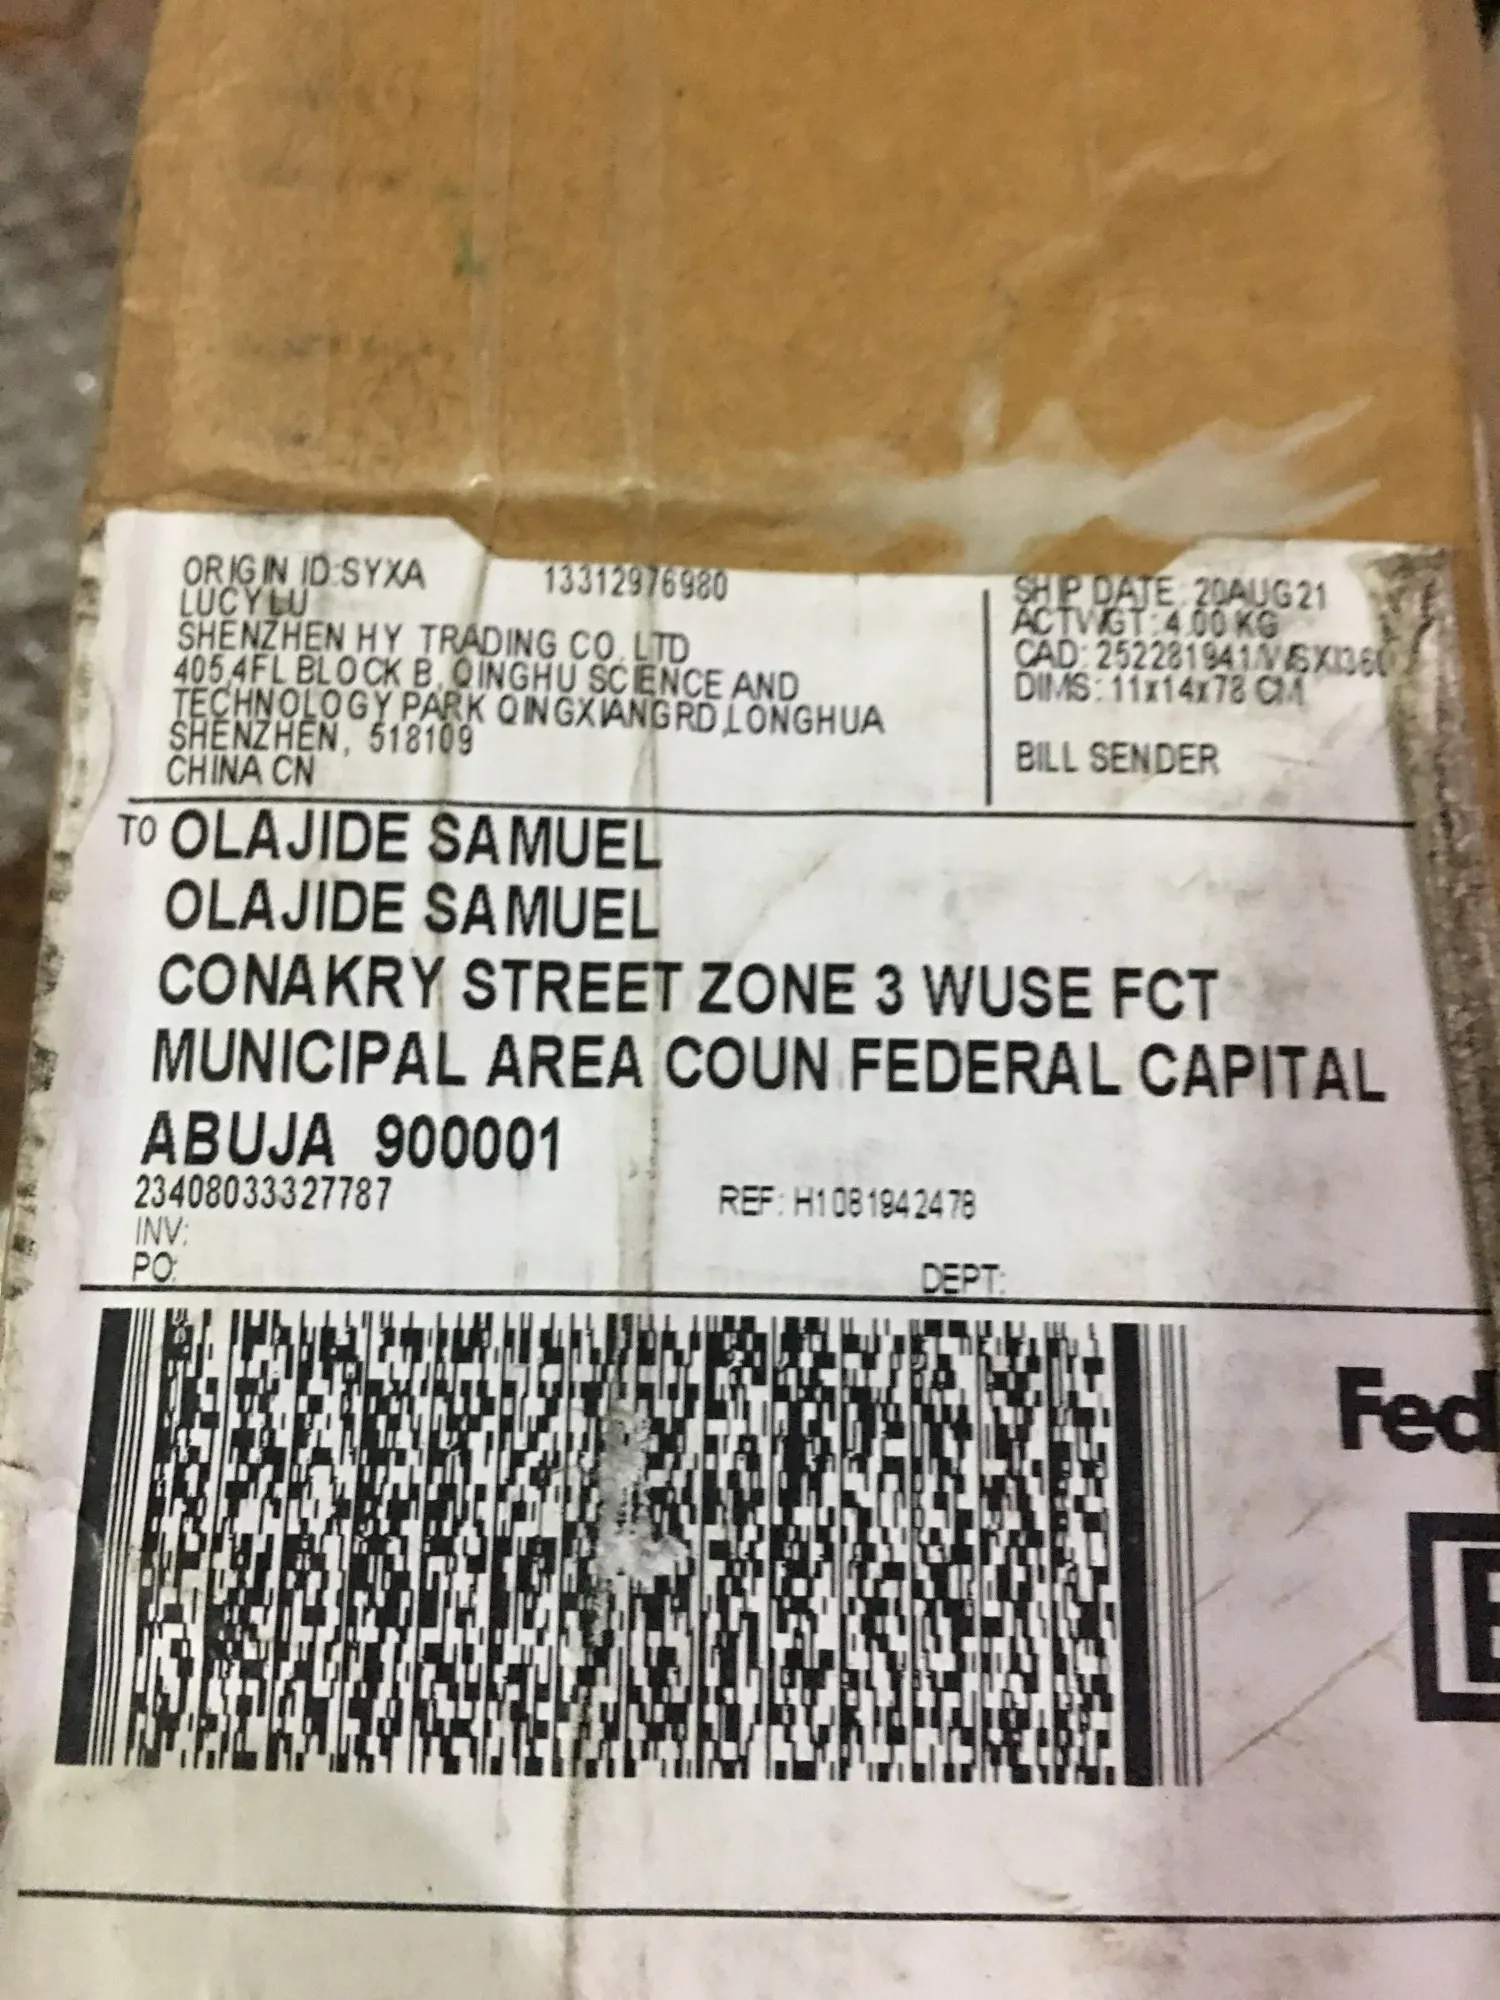 ORIGIN ID:SYXA 13312976980
LUCYLU
SHENZHEN HY TRADING CO. LTD
405,4FL BLOCK B, QINGHU SCIENCE AND
TECHNOLOGY PARK QINGXIANGRD,LONGHUA
SHENZHEN, 518109
CHINA CN
SHIP DATE: 20AUG21
ACTWGT: 4.00 KG
CAD: 252281941/WSXI360
DIMS: 11x14x78 CM
BILL SENDER
TO OLAJIDE SAMUEL
OLAJIDE SAMUEL
CONAKRY STREET ZONE 3 WUSE FCT
MUNICIPAL AREA COUN FEDERAL CAPITAL
ABUJA 900001
23408033327787
REF: H1081942478
INV:
PO:
DEPT:
Fed
E